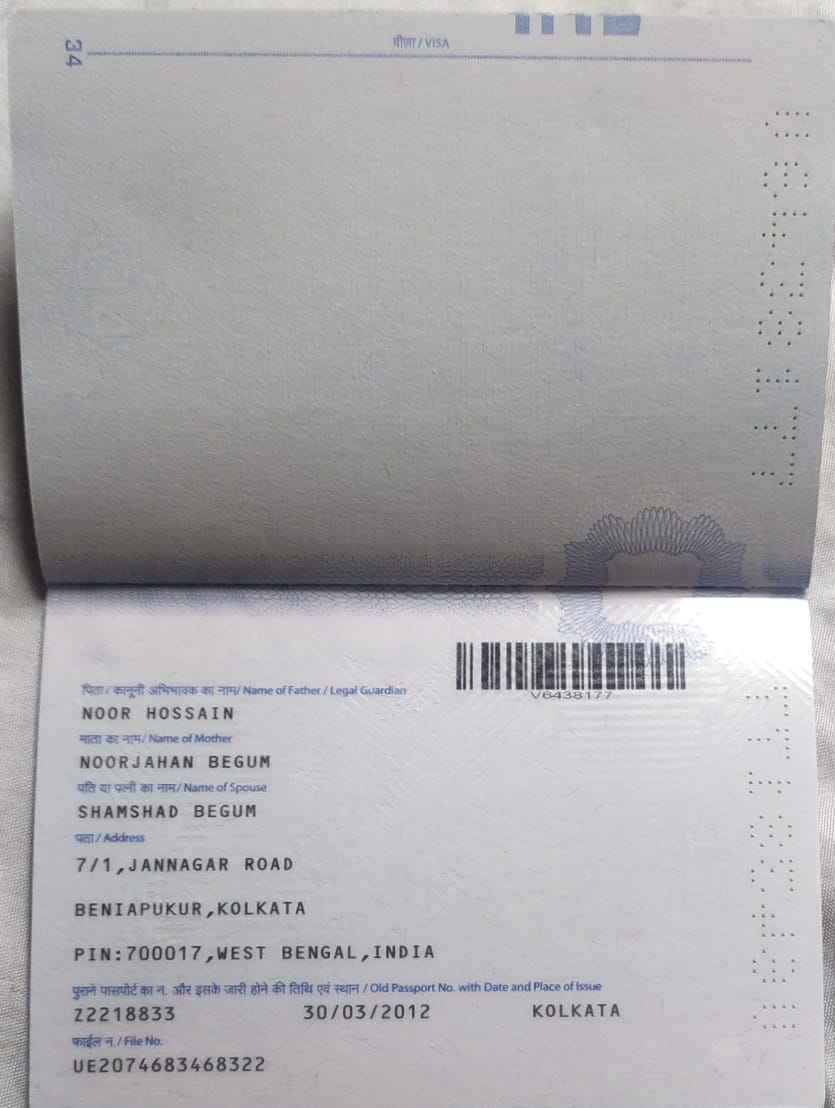 34
वीज़ा / VISA
V6438177
पिता / कानूनी अभिभावक का नाम/ Name of Father / Legal Guardian
NOOR HOSSAIN
माता का नाम/ Name of Mother
NOORJAHAN BEGUM
पति या पत्नी का नाम/ Name of Spouse
SHAMSHAD BEGUM
पता / Address
7/1,JANNAGAR ROAD
BENIAPUKUR,KOLKATA
PIN:700017,WEST BENGAL,INDIA
पुराने पासपोर्ट का न. और इसके जारी होने की तिथि एवं स्थान / Old Passport No. with Date and Place of Issue
Z2218833 30/03/2012 KOLKATA
फाईल न. / File No.
UE2074683468322